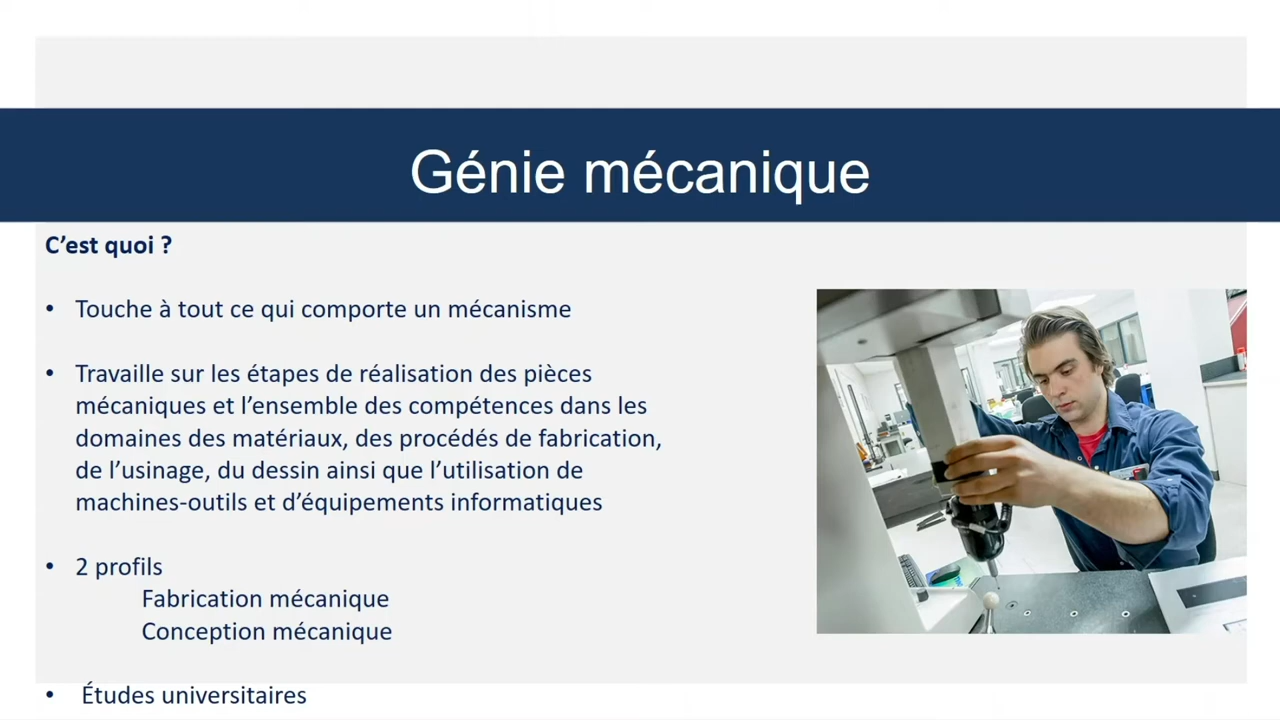 Génie mécanique
C’est quoi ?
• Touche à tout ce qui comporte un mécanisme
• Travaille sur les étapes de réalisation des pièces
mécaniques et l’ensemble des compétences dans les
domaines des matériaux, des procédés de fabrication,
de l’usinage, du dessin ainsi que l’utilisation de
machines-outils et d’équipements informatiques
• 2 profils
Fabrication mécanique
Conception mécanique
• Études universitaires